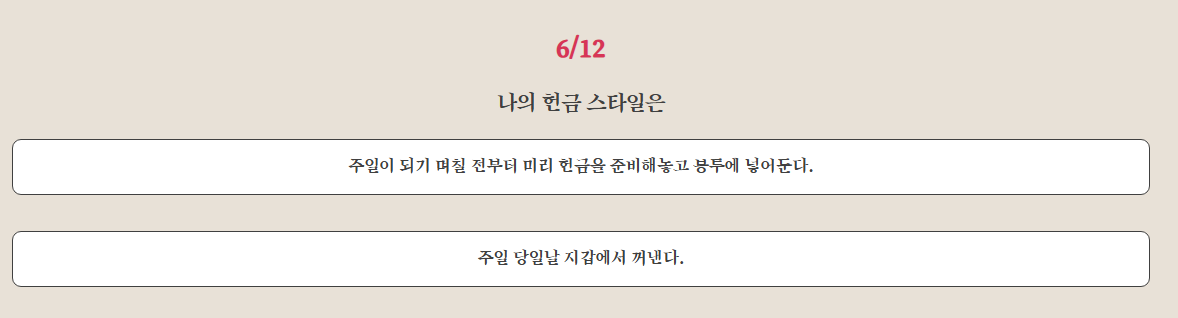 6/12
나의 헌금 스타일은
주일이 되기 며칠 전부터 미리 헌금을 준비해놓고 봉투에 넣어둔다.
주일 당일날 지갑에서 꺼낸다.